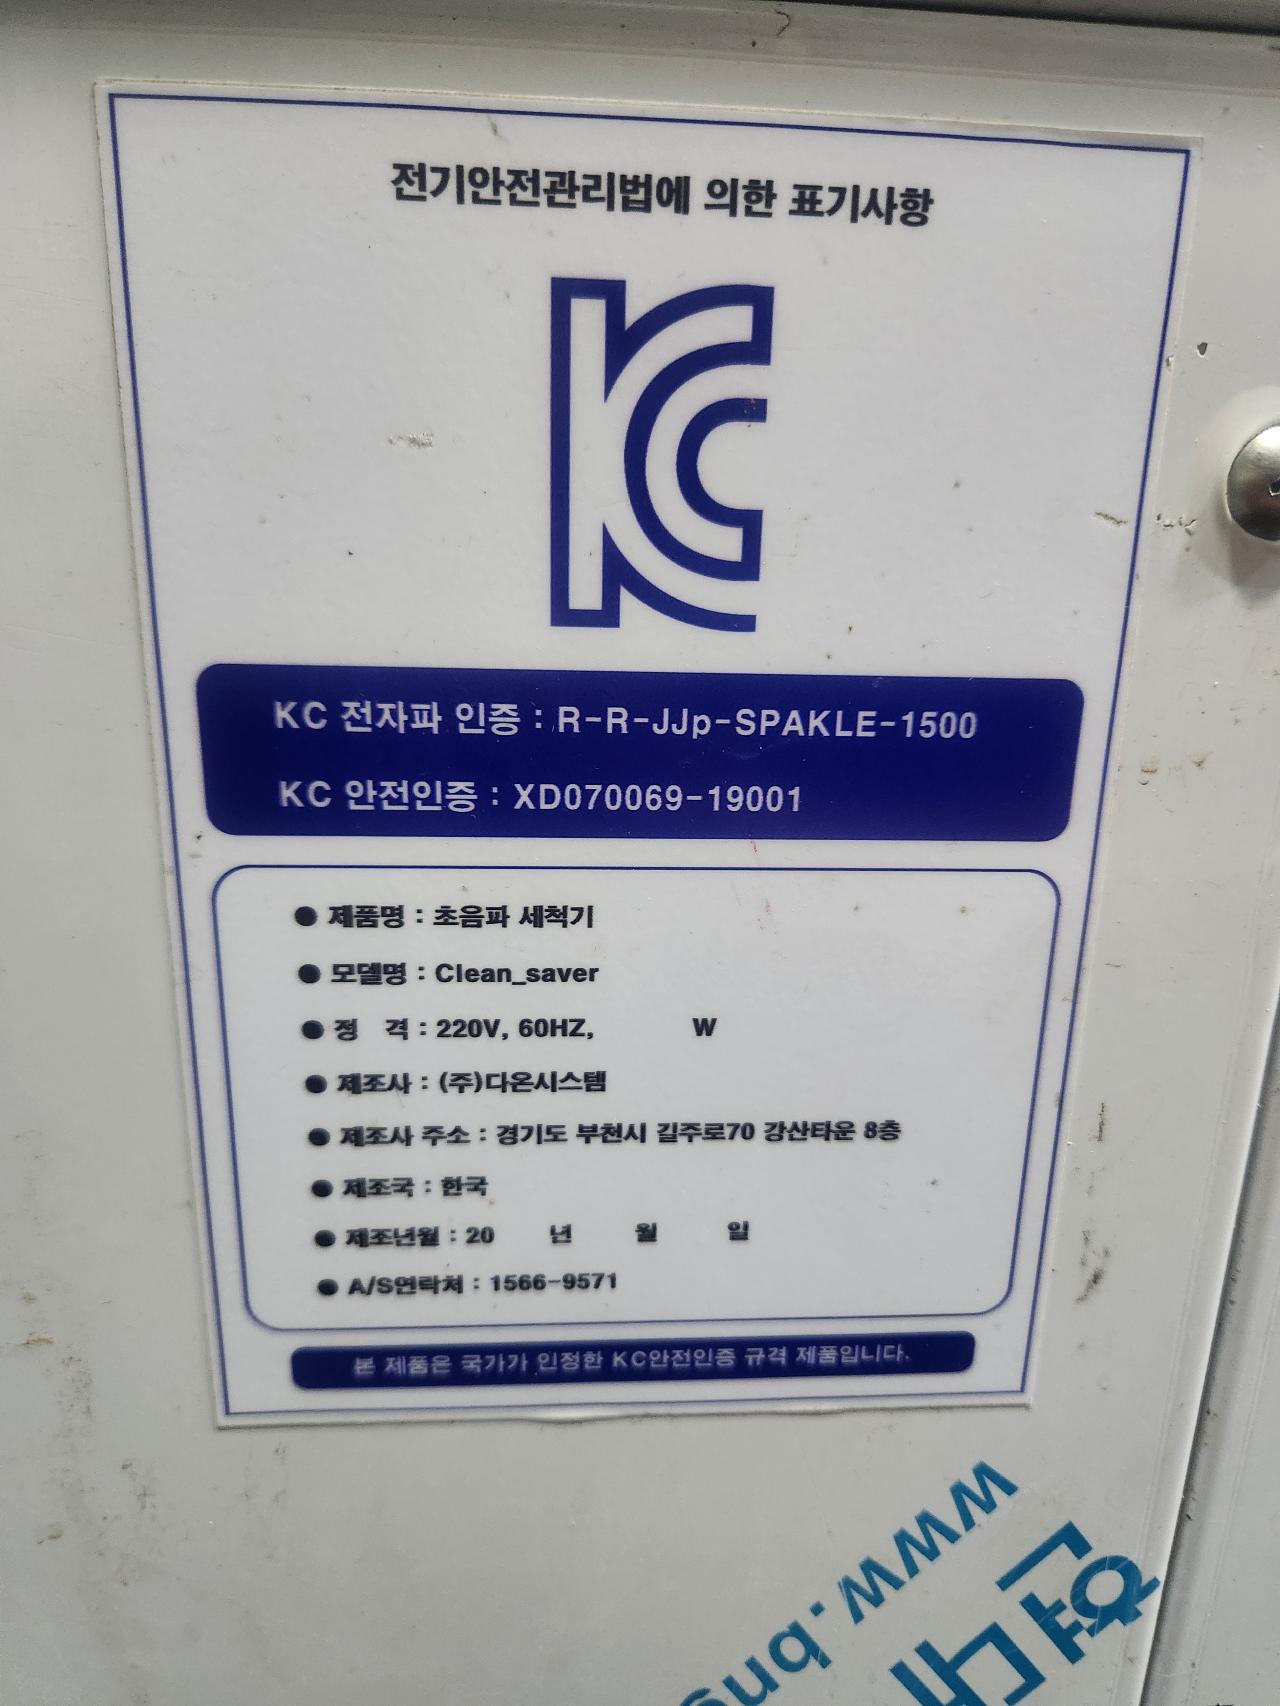 전기안전관리법에 의한 표기사항
KC
KC 전자파 인증 : R-R-JJp-SPAKLE-1500
KC 안전인증 : XD070069-19001
● 제품명 : 초음파 세척기
● 모델명 : Clean_saver
● 정 격 : 220V, 60HZ, W
● 제조사 : (주)다온시스템
● 제조사 주소 : 경기도 부천시 길주로70 강산타운 8층
● 제조국 : 한국
● 제조년월 : 20 년 월 일
● A/S연락처 : 1566-9571
본 제품은 국가가 인정한 KC안전인증 규격 제품입니다.
www.bng